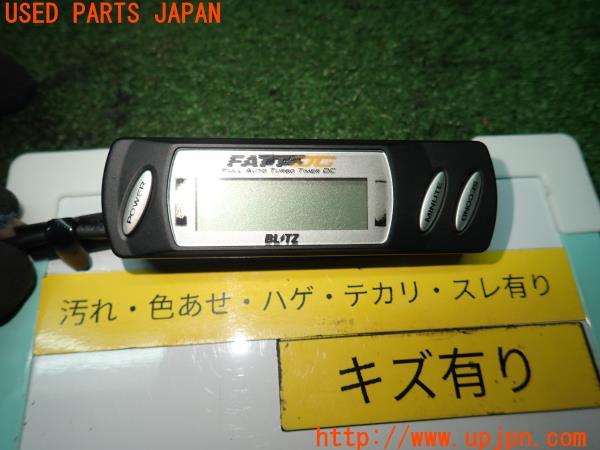 USED PARTS JAPAN
FATT DC
FULL AUTO TURBO TIMER DC
POWER
MINUTE
SECOND
BLITZ
汚れ・色あせ・ハゲ・テカリ・スレ有り
キズ有り
http://www.upjpn.com